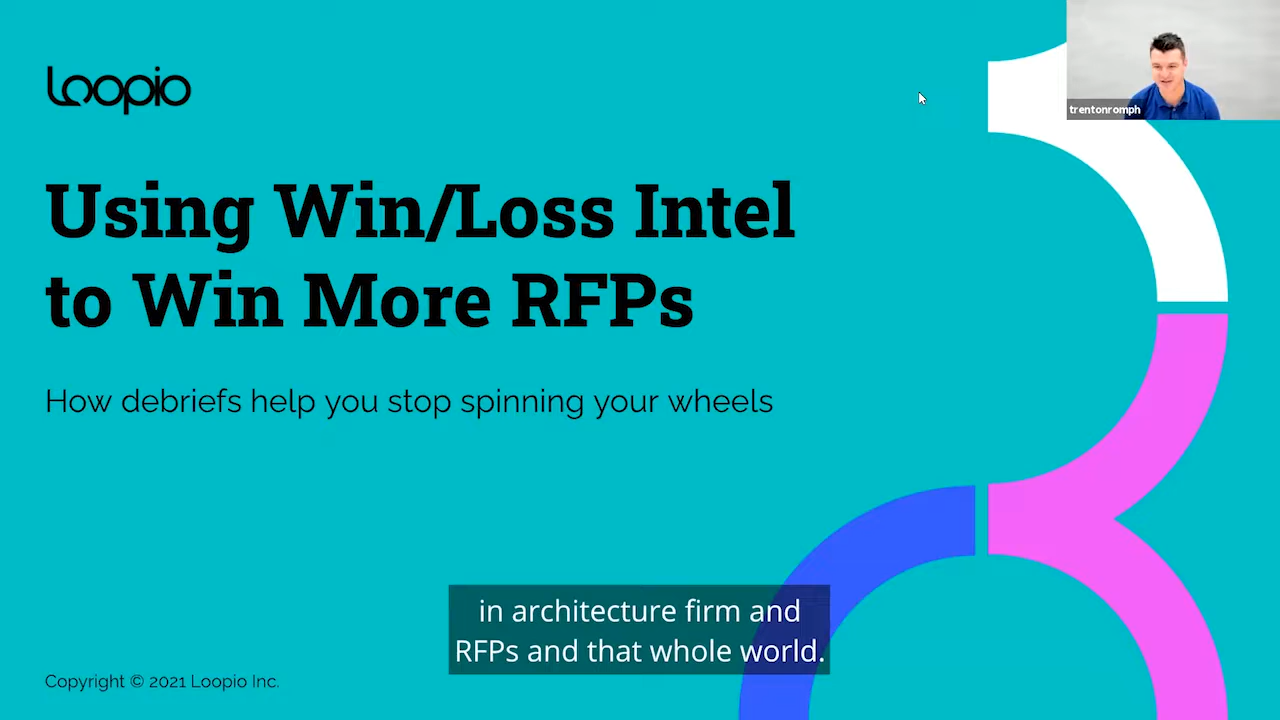 Loopio
trentonromph
Using Win/Loss Intel
to Win More RFPs
How debriefs help you stop spinning your wheels
in architecture firm and
RFPs and that whole world.
Copyright © 2021 Loopio Inc.